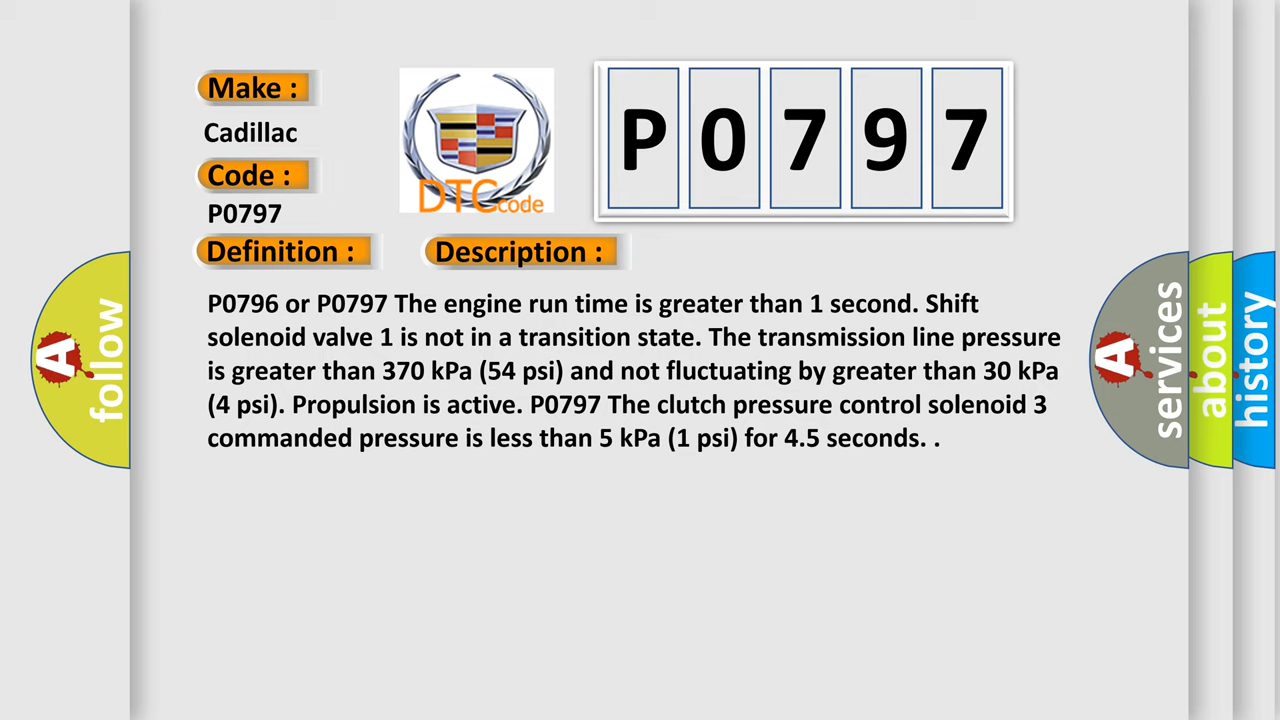 Make :
Cadillac
Code :
P0797
Definition :
Description :
DTC code
P0797
P0796 or P0797 The engine run time is greater than 1 second. Shift
solenoid valve 1 is not in a transition state. The transmission line pressure
is greater than 370 kPa (54 psi) and not fluctuating by greater than 30 kPa
(4 psi). Propulsion is active. P0797 The clutch pressure control solenoid 3
commanded pressure is less than 5 kPa (1 psi) for 4.5 seconds. .
A
follow
A
services
about
history